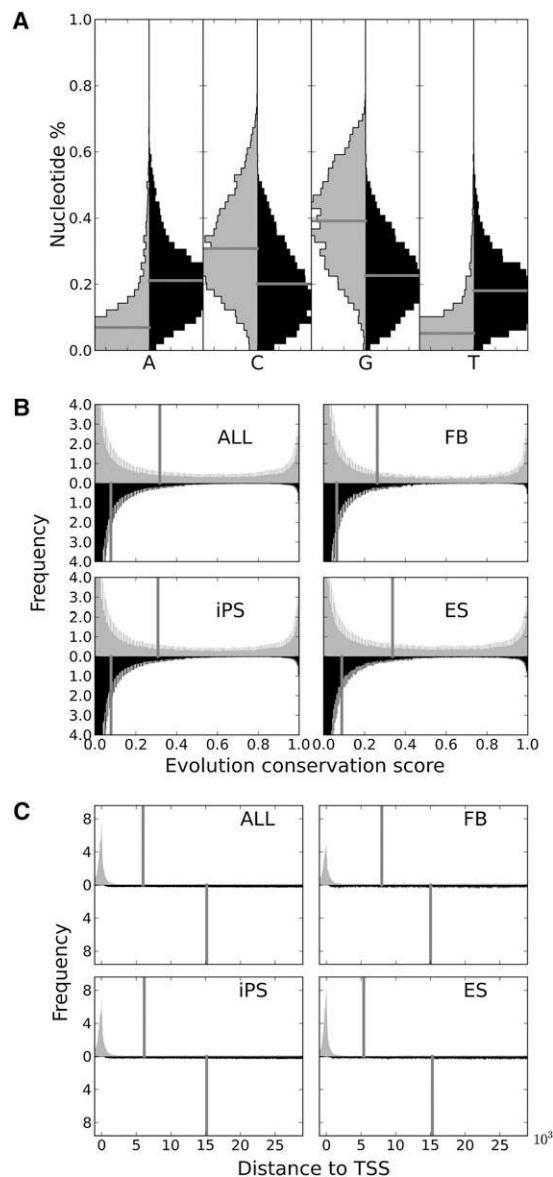 A
Nucleotide %
1.0
0.8
0.6
0.4
0.2
0.0
A C G T
B
Frequency
4.0
3.0
2.0
1.0
0.0
1.0
2.0
3.0
4.0
ALL
FB
4.0
3.0
2.0
1.0
0.0
1.0
2.0
3.0
4.0
iPS
ES
0.0 0.2 0.4 0.6 0.8 1.0 0.0 0.2 0.4 0.6 0.8 1.0
Evolution conservation score
C
Frequency
8
4
0
4
8
ALL
FB
8
4
0
4
8
iPS
ES
0 5 10 15 20 25 0 5 10 15 20 25
10³
Distance to TSS